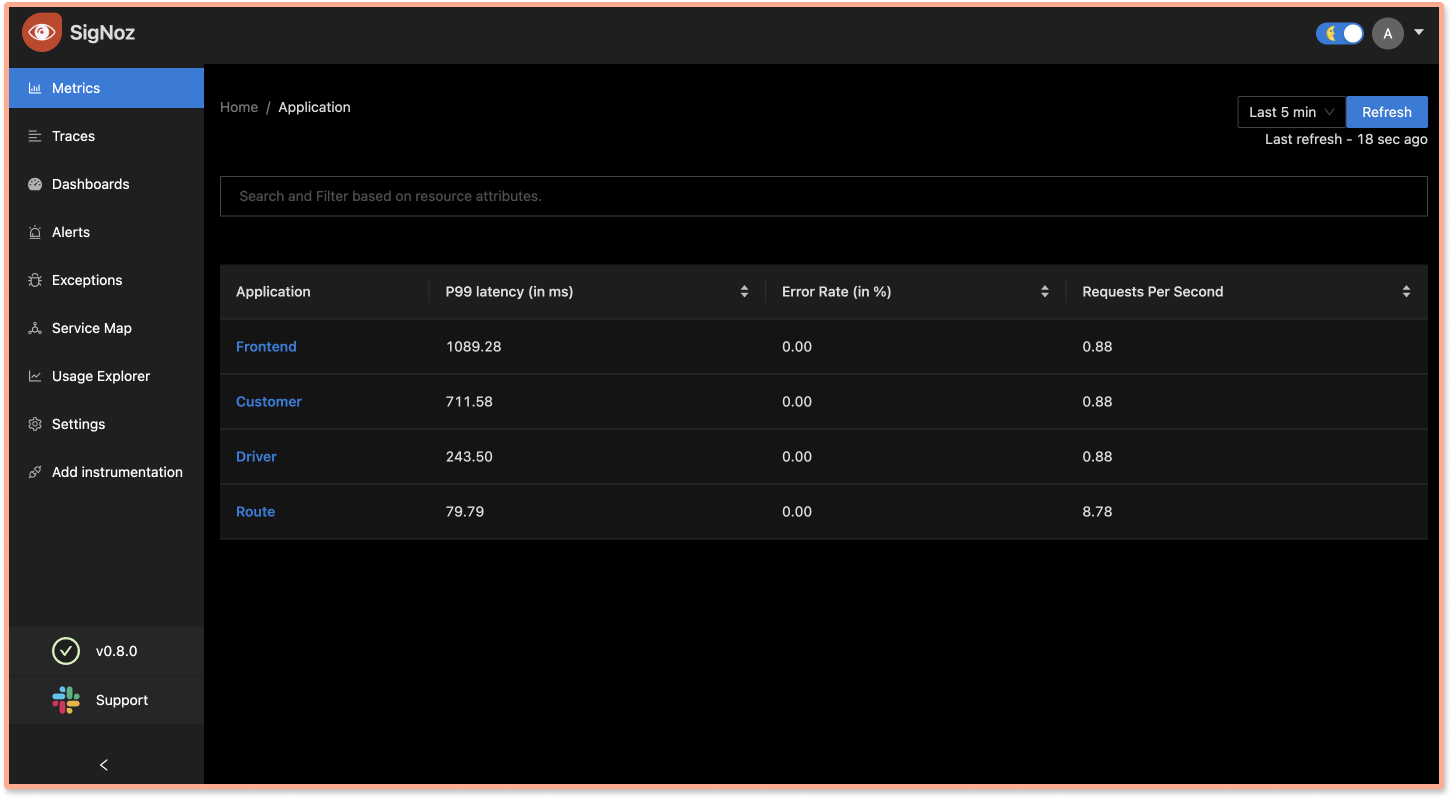 SigNoz
A
Metrics
Traces
Dashboards
Alerts
Exceptions
Service Map
Usage Explorer
Settings
Add instrumentation
v0.8.0
Support
Home / Application
Last 5 min Refresh
Last refresh - 18 sec ago
Search and Filter based on resource attributes.
Application P99 latency (in ms) Error Rate (in %) Requests Per Second
Frontend 1089.28 0.00 0.88
Customer 711.58 0.00 0.88
Driver 243.50 0.00 0.88
Route 79.79 0.00 8.78